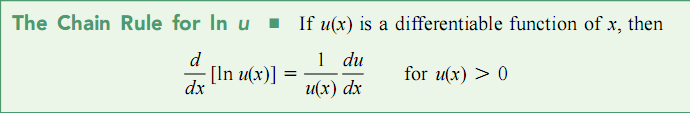 The Chain Rule for ln u ■ If u(x) is a differentiable function of x, then
d/dx [ln u(x)] = 1/u(x) du/dx for u(x) > 0